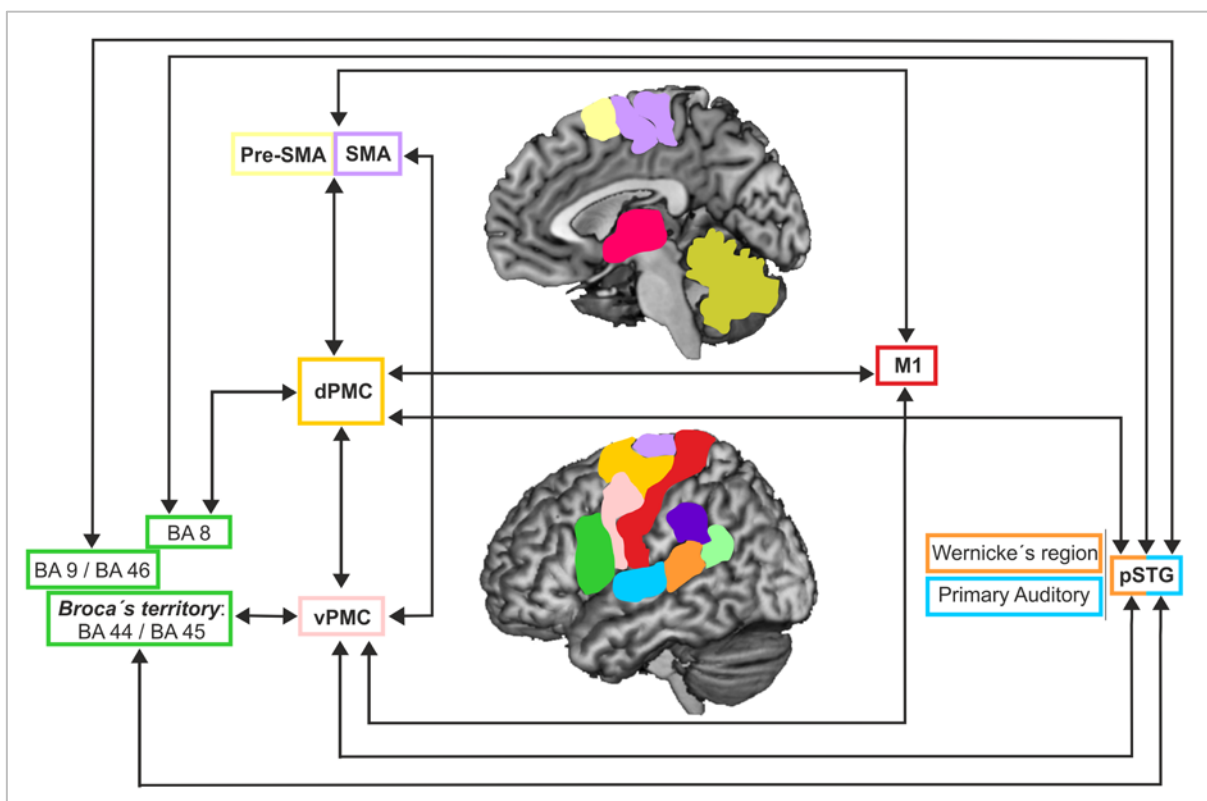 Pre-SMA
SMA
M1
dPMC
BA 8
BA 9 / BA 46
Broca´s territory:
BA 44 / BA 45
vPMC
Wernicke´s region
Primary Auditory
pSTG